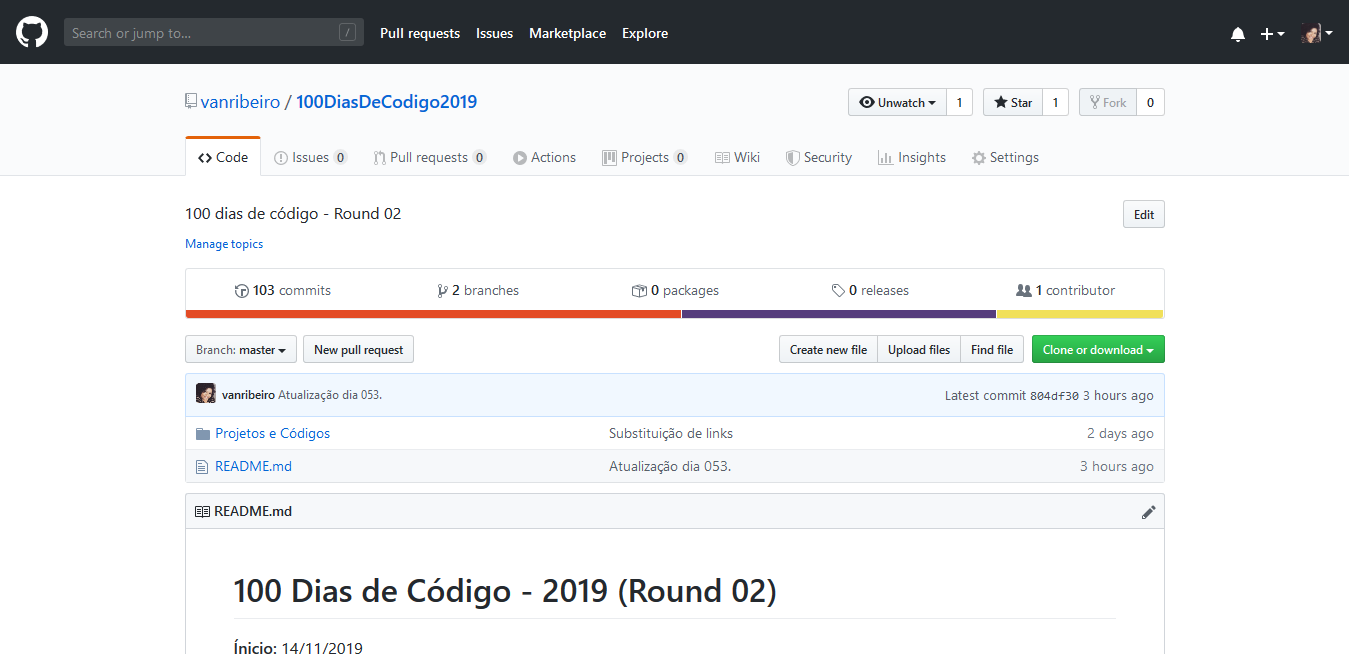 Search or jump to... / Pull requests Issues Marketplace Explore
vanribeiro / 100DiasDeCodigo2019 Unwatch 1 Star 1 Fork 0
Code Issues 0 Pull requests 0 Actions Projects 0 Wiki Security Insights Settings
100 dias de código - Round 02 Edit
Manage topics
103 commits 2 branches 0 packages 0 releases 1 contributor
Branch: master New pull request Create new file Upload files Find file Clone or download
vanribeiro Atualização dia 053. Latest commit 804df30 3 hours ago
Projetos e Códigos Substituição de links 2 days ago
README.md Atualização dia 053. 3 hours ago
README.md
100 Dias de Código - 2019 (Round 02)
Ínicio: 14/11/2019